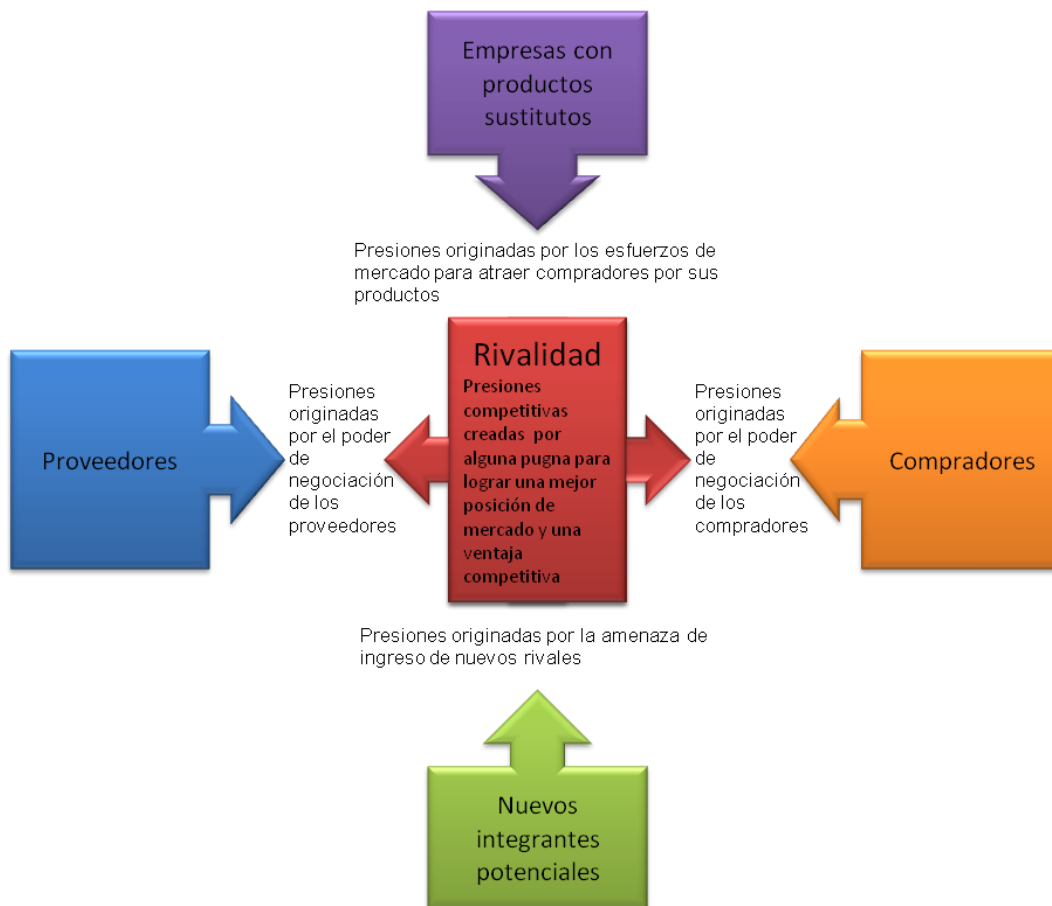 Empresas con
productos
sustitutos
Presiones originadas por los esfuerzos de
mercado para atraer compradores por sus
productos
Proveedores
Presiones
originadas
por el poder
de
negociación
de los
proveedores
Rivalidad
Presiones
competitivas
creadas por
alguna pugna para
lograr una mejor
posición de
mercado y una
ventaja
competitiva
Presiones
originadas
por el poder
de
negociación
de los
compradores
Compradores
Presiones originadas por la amenaza de
ingreso de nuevos rivales
Nuevos
integrantes
potenciales